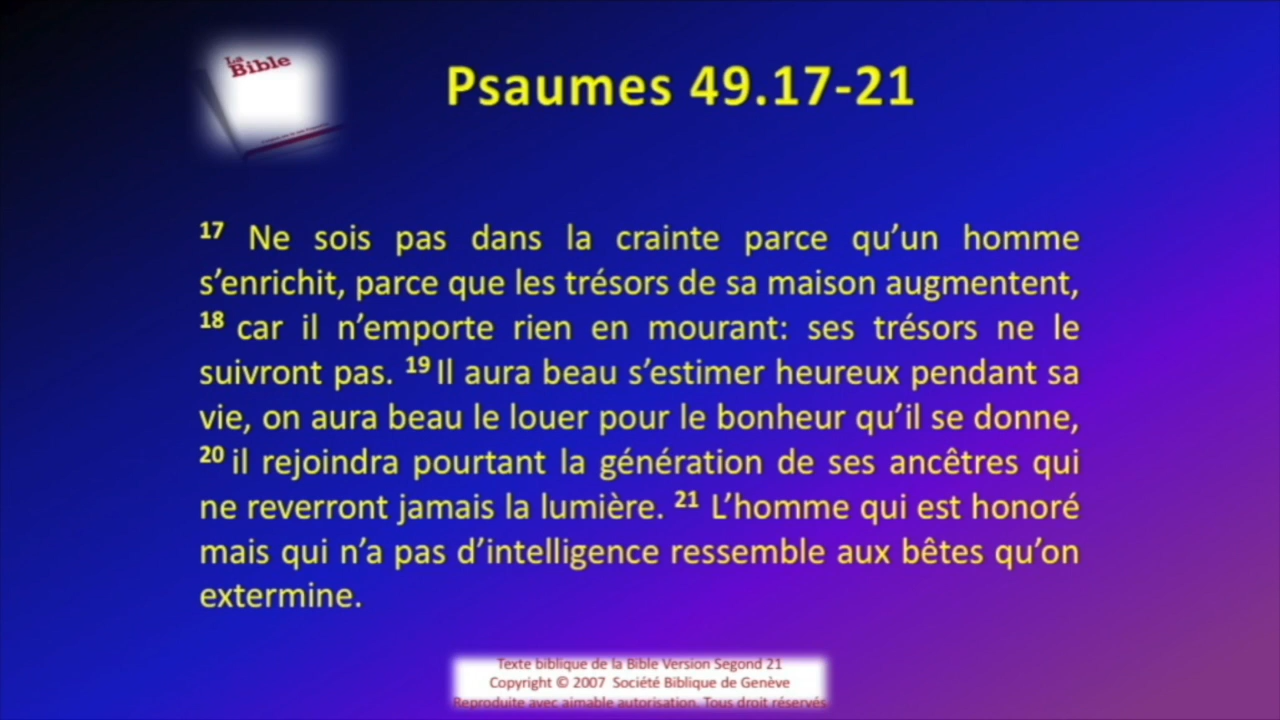 La
Bible
Psaumes 49.17-21
17 Ne sois pas dans la crainte parce qu’un homme
s’enrichit, parce que les trésors de sa maison augmentent,
18 car il n’emporte rien en mourant: ses trésors ne le
suivront pas. 19 Il aura beau s’estimer heureux pendant sa
vie, on aura beau le louer pour le bonheur qu’il se donne,
20 il rejoindra pourtant la génération de ses ancêtres qui
ne reverront jamais la lumière. 21 L’homme qui est honoré
mais qui n’a pas d’intelligence ressemble aux bêtes qu’on
extermine.
Texte biblique de la Bible Version Segond 21
Copyright © 2007 Société Biblique de Genève
Reproduite avec aimable autorisation. Tous droit réservés